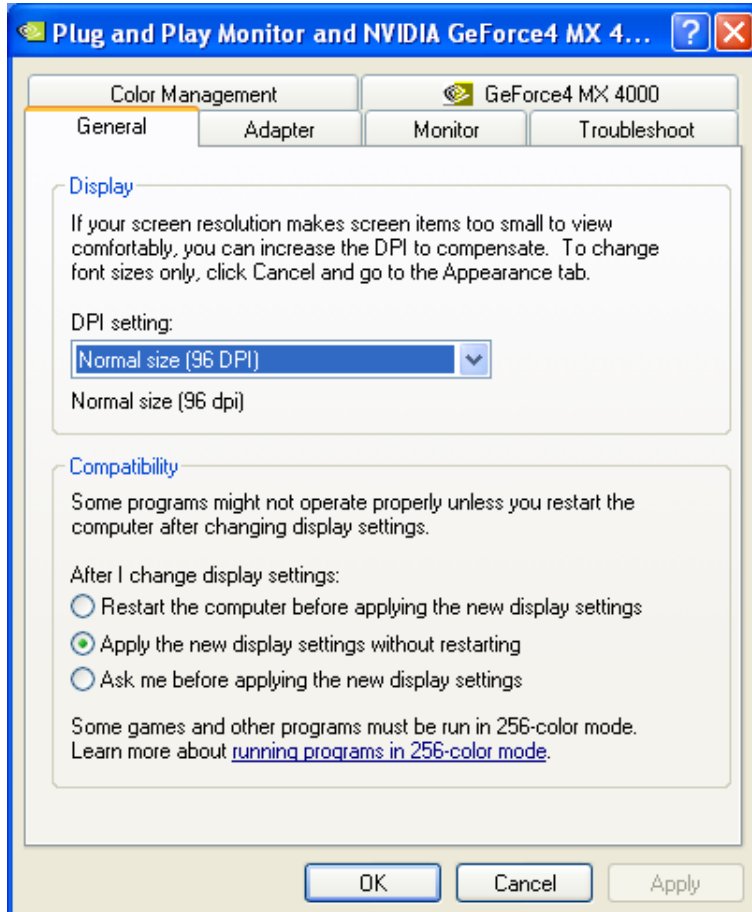 Plug and Play Monitor and NVIDIA GeForce4 MX 4...
Color Management
GeForce4 MX 4000
General
Adapter
Monitor
Troubleshoot
Display
If your screen resolution makes screen items too small to view
comfortably, you can increase the DPI to compensate.  To change
font sizes only, click Cancel and go to the Appearance tab.
DPI setting:
Normal size (96 DPI)
Normal size (96 dpi)
Compatibility
Some programs might not operate properly unless you restart the
computer after changing display settings.
After I change display settings:
Restart the computer before applying the new display settings
Apply the new display settings without restarting
Ask me before applying the new display settings
Some games and other programs must be run in 256-color mode.
Learn more about running programs in 256-color mode.
OK
Cancel
Apply